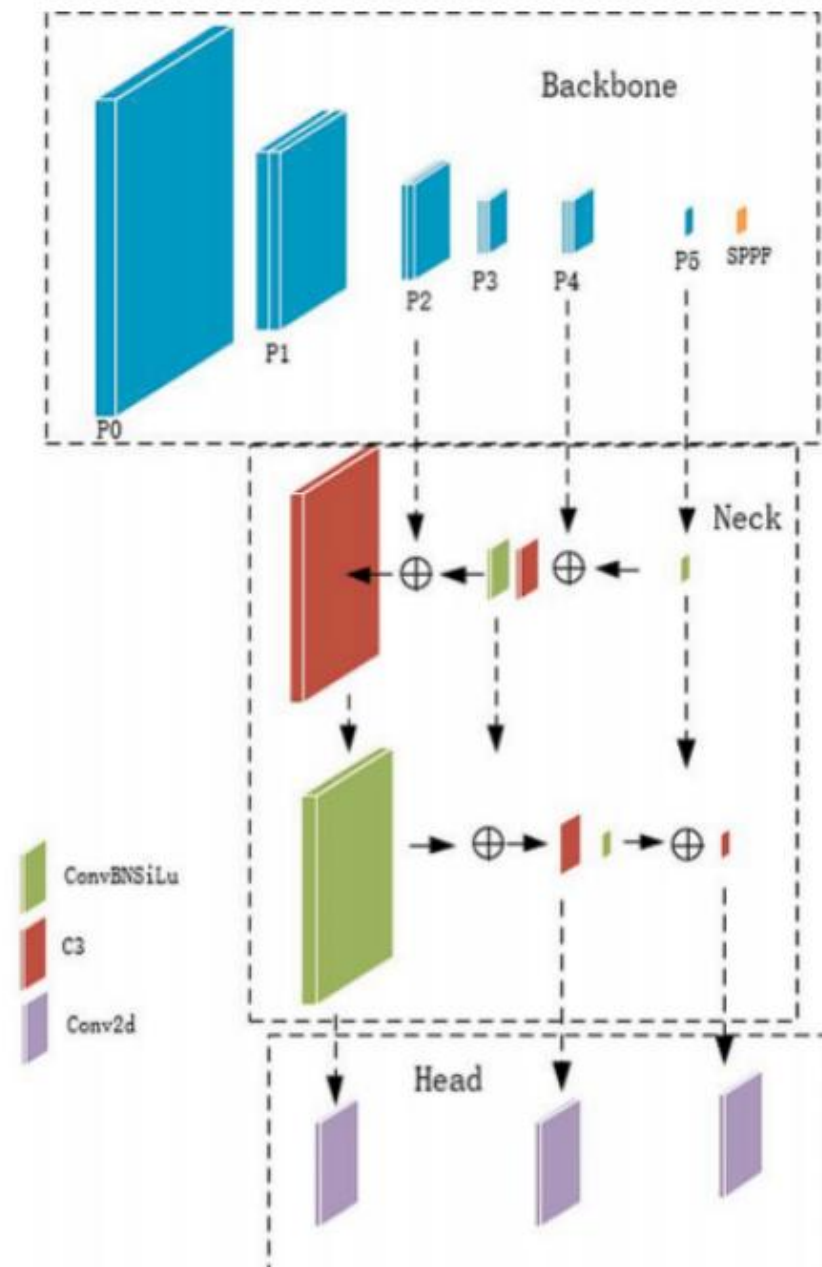 Backbone
P0
P1
P2
P3
P4
P5
SPPF
Neck
ConvBNSiLu
C3
Conv2d
Head